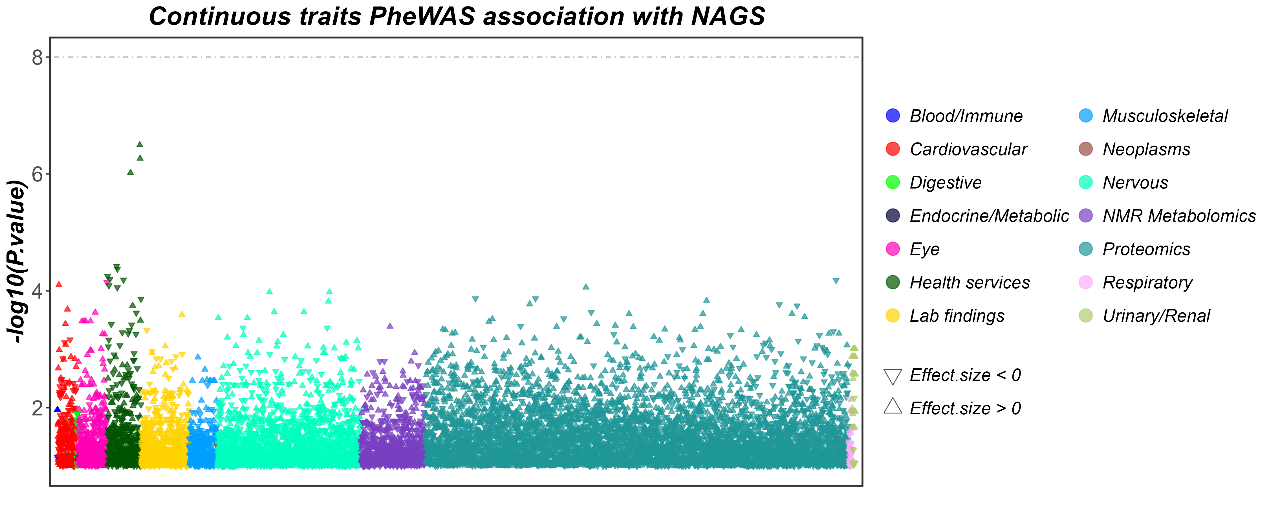 Continuous traits PheWAS association with NAGS
-log10(P.value)
8
6
4
2
Blood/Immune
Cardiovascular
Digestive
Endocrine/Metabolic
Eye
Health services
Lab findings
Musculoskeletal
Neoplasms
Nervous
NMR Metabolomics
Proteomics
Respiratory
Urinary/Renal
Effect.size < 0
Effect.size > 0